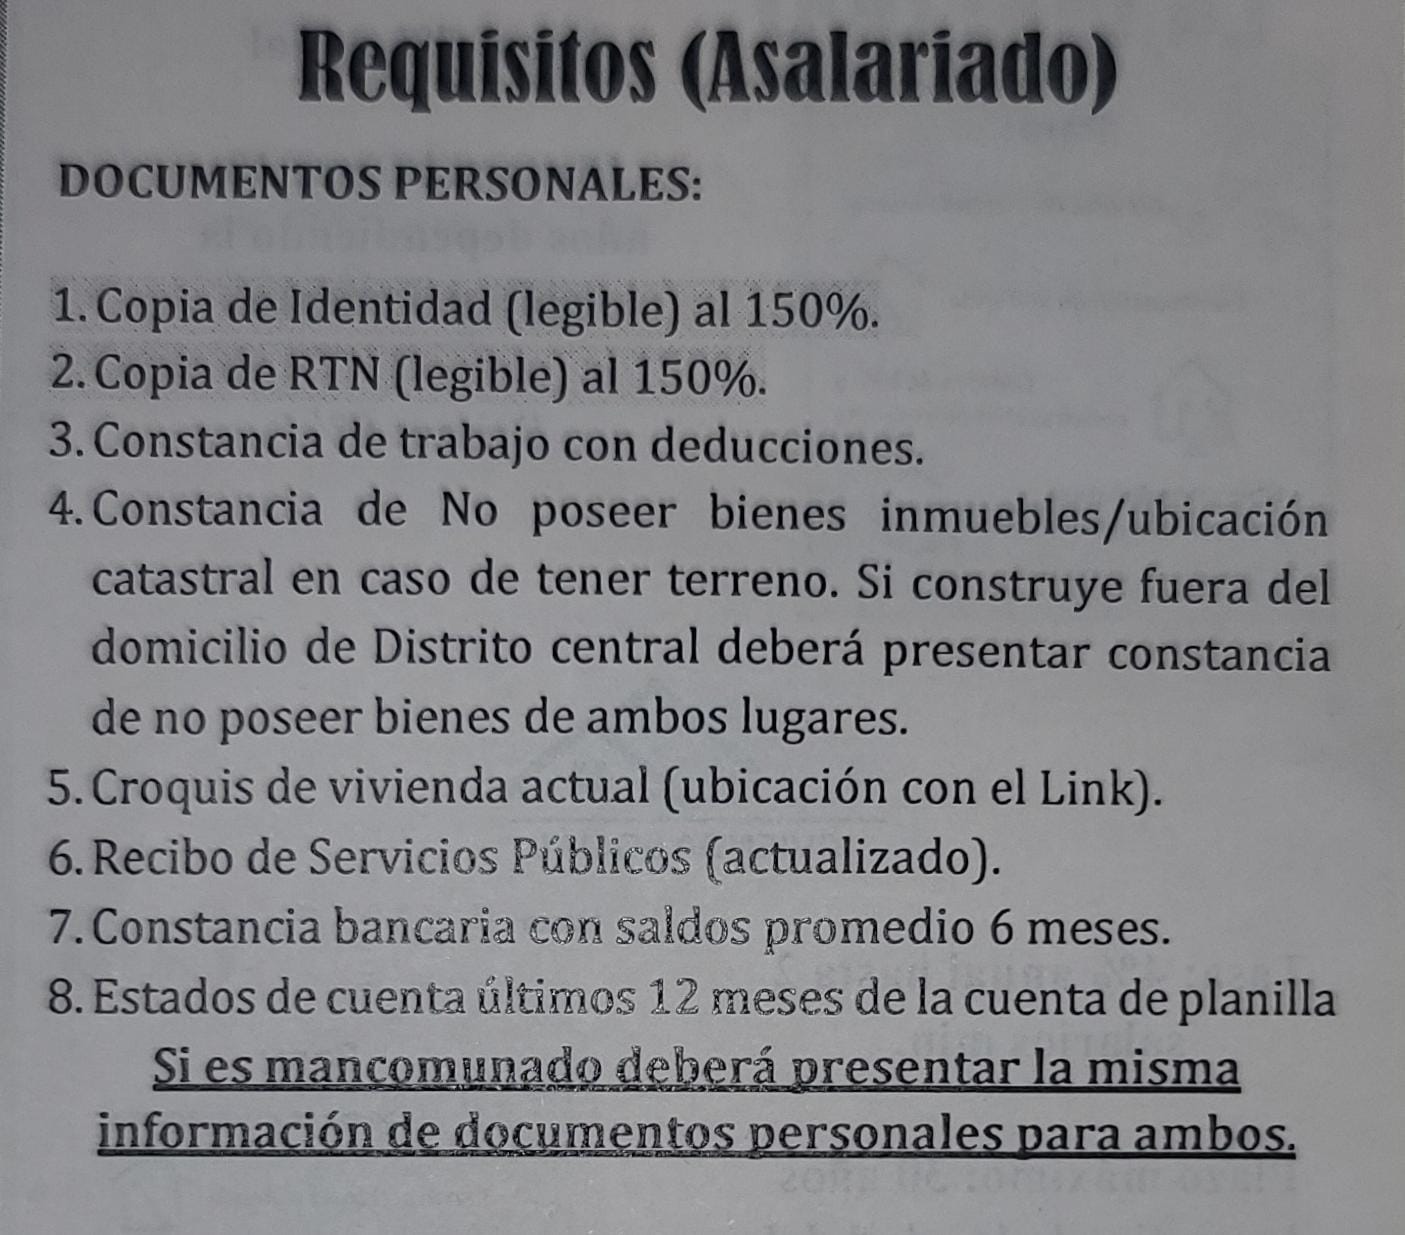 Requisitos (Asalariado)
DOCUMENTOS PERSONALES:
1. Copia de Identidad (legible) al 150%.
2. Copia de RTN (legible) al 150%.
3. Constancia de trabajo con deducciones.
4. Constancia de No poseer bienes inmuebles/ubicación
catastral en caso de tener terreno. Si construye fuera del
domicilio de Distrito central deberá presentar constancia
de no poseer bienes de ambos lugares.
5. Croquis de vivienda actual (ubicación con el Link).
6. Recibo de Servicios Públicos (actualizado).
7. Constancia bancaria con saldos promedio 6 meses.
8. Estados de cuenta últimos 12 meses de la cuenta de planilla
Si es mancomunado deberá presentar la misma
información de documentos personales para ambos.